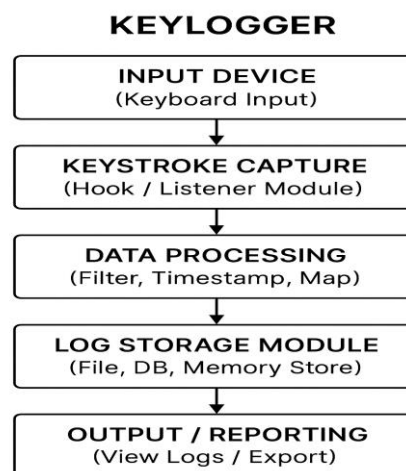 KEYLOGGER
INPUT DEVICE
(Keyboard Input)
KEYSTROKE CAPTURE
(Hook / Listener Module)
DATA PROCESSING
(Filter, Timestamp, Map)
LOG STORAGE MODULE
(File, DB, Memory Store)
OUTPUT / REPORTING
(View Logs / Export)